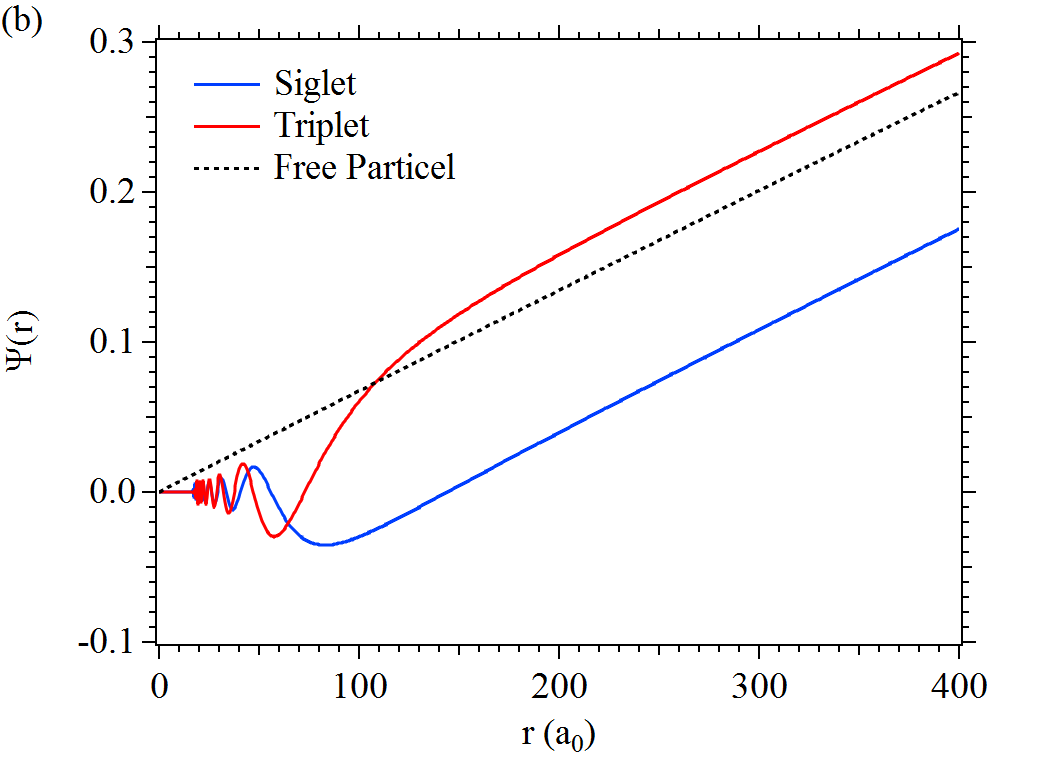 (b)
0.3
0.2
0.1
0.0
-0.1
Ψ(r)
Siglet
Triplet
Free Particel
0 100 200 300 400
r (a₀)